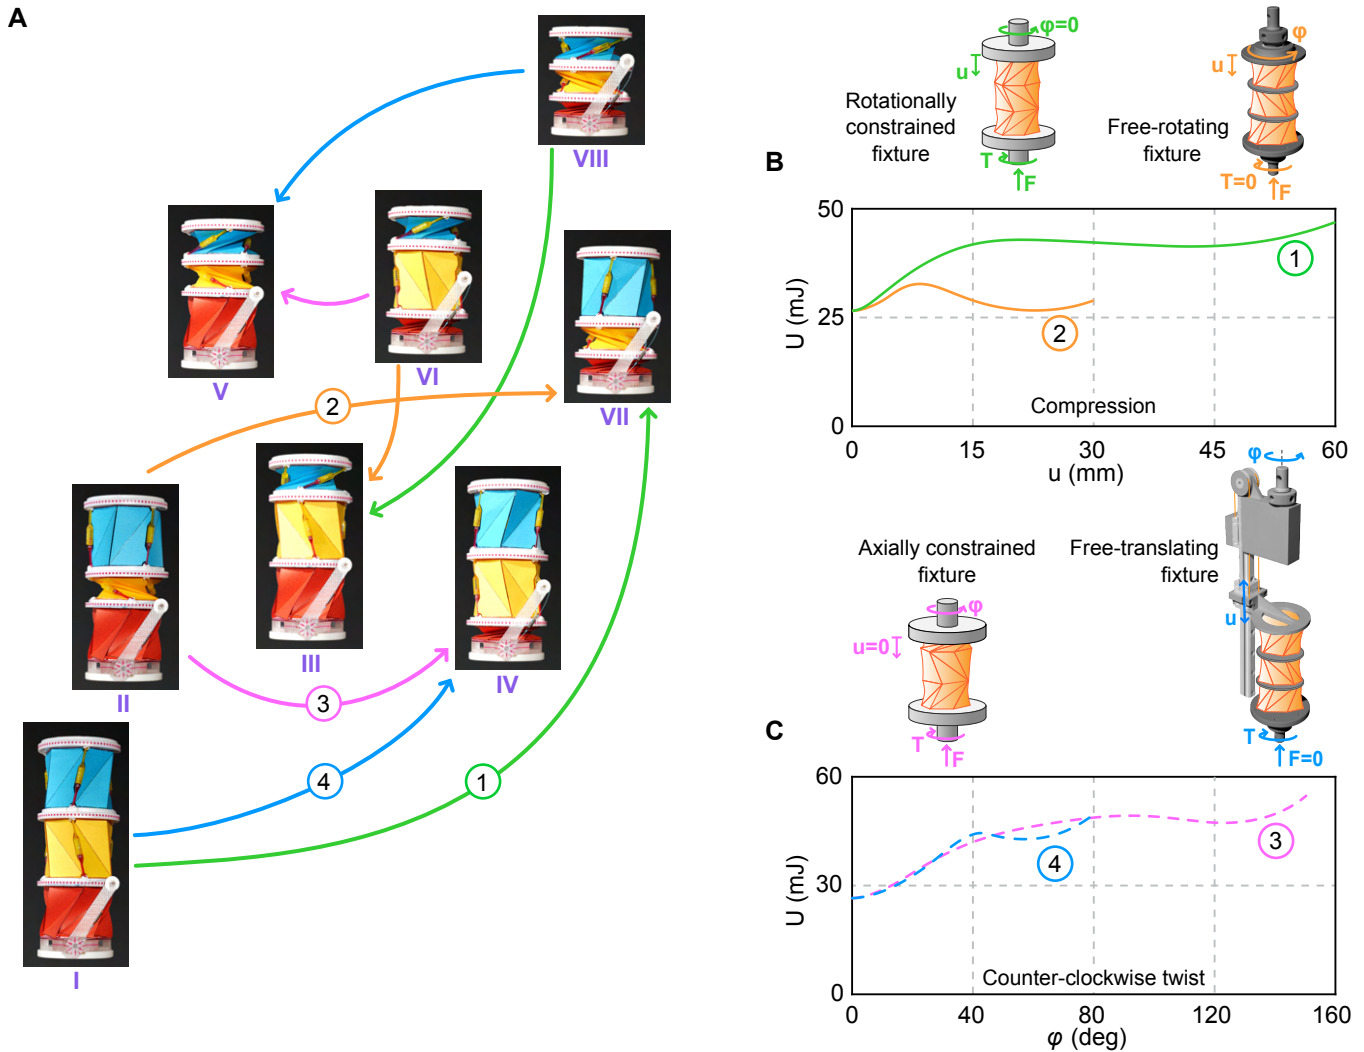 A
VIII
V
VI
VII
2
III
IV
II
3
4
1
I
φ=0
u
T
F
Rotationally
constrained
fixture
φ
u
T=0
F
Free-rotating
fixture
B
50
25
0
U (mJ)
1
2
Compression
0
15
30
45
60
u (mm)
Axially constrained
fixture
φ
u=0
T
F
Free-translating
fixture
φ
u
T
F=0
C
60
30
0
U (mJ)
4
3
Counter-clockwise twist
0
40
80
120
160
φ (deg)